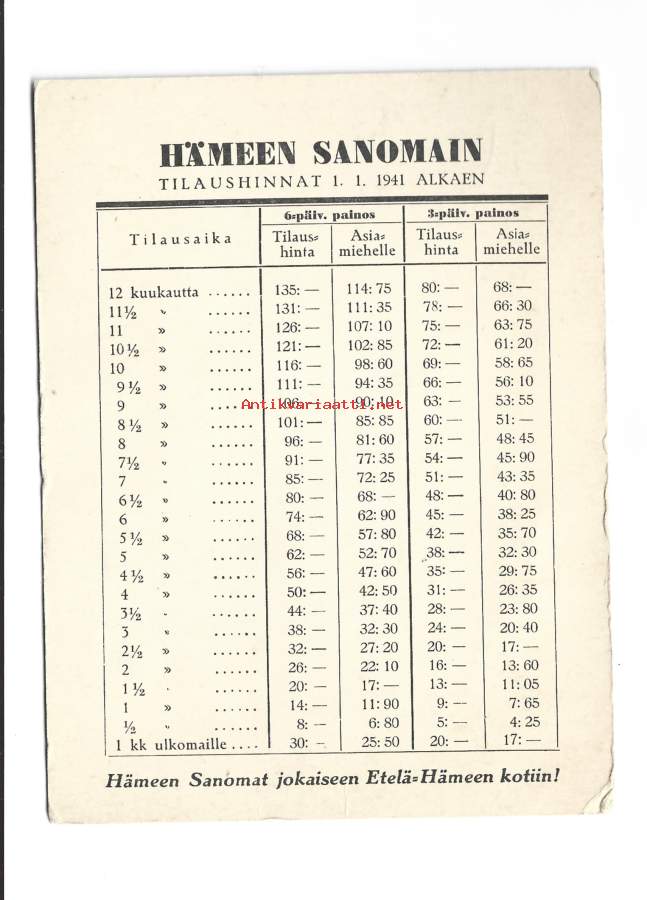 HÄMEEN SANOMAIN
TILAUSHINNAT 1. 1. 1941 ALKAEN
Tilausaika 6=päiv. painos 3=päiv. painos
Tilaus= Asia= Tilaus= Asia=
hinta miehelle hinta miehelle
12 kuukautta ...... 135: — 114: 75 80: — 68: —
11½ » ...... 131: — 111: 35 78: — 66: 30
11 » ...... 126: — 107: 10 75: — 63: 75
10½ » ...... 121: — 102: 85 72: — 61: 20
10 » ...... 116: — 98: 60 69: — 58: 65
9½ » ...... 111: — 94: 35 66: — 56: 10
9 » ...... 106: — 90: 10 63: — 53: 55
Antikvariaatti.net
8½ » ...... 101: — 85: 85 60: — 51: —
8 » ...... 96: — 81: 60 57: — 48: 45
7½ » ...... 91: — 77: 35 54: — 45: 90
7 » ...... 85: — 72: 25 51: — 43: 35
6½ » ...... 80: — 68: — 48: — 40: 80
6 » ...... 74: — 62: 90 45: — 38: 25
5½ » ...... 68: — 57: 80 42: — 35: 70
5 » ...... 62: — 52: 70 38: — 32: 30
4½ » ...... 56: — 47: 60 35: — 29: 75
4 » ...... 50: — 42: 50 31: — 26: 35
3½ » ...... 44: — 37: 40 28: — 23: 80
3 » ...... 38: — 32: 30 24: — 20: 40
2½ » ...... 32: — 27: 20 20: — 17: —
2 » ...... 26: — 22: 10 16: — 13: 60
1½ » ...... 20: — 17: — 13: — 11: 05
1 » ...... 14: — 11: 90 9: — 7: 65
½ » ...... 8: — 6: 80 5: — 4: 25
1 kk ulkomaille .... 30: — 25: 50 20: — 17: —
Hämeen Sanomat jokaiseen Etelä=Hämeen kotiin!